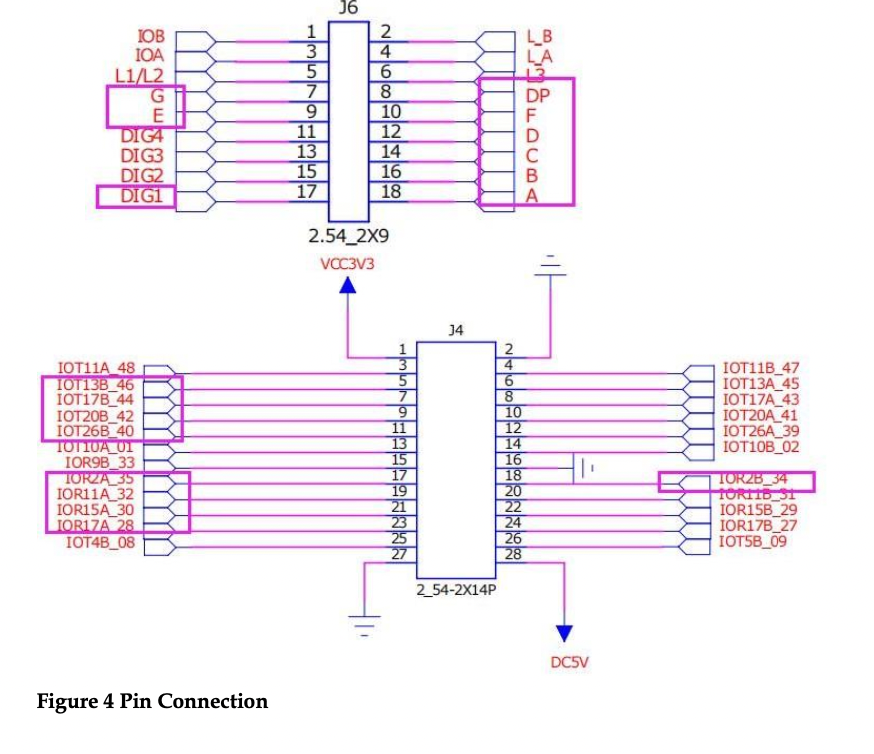 J6
IOB 1 2 L_B
IOA 3 4 L_A
L1/L2 5 6 L3
G 7 8 DP
E 9 10 F
DIG4 11 12 D
DIG3 13 14 C
DIG2 15 16 B
DIG1 17 18 A
2.54_2X9
VCC3V3
J4
1 2
IOT11A_48 3 4 IOT11B_47
IOT13B_46 5 6 IOT13A_45
IOT17B_44 7 8 IOT17A_43
IOT20B_42 9 10 IOT20A_41
IOT26B_40 11 12 IOT26A_39
IOT10A_01 13 14 IOT10B_02
IOR9B_33 15 16
IOR2A_35 17 18 IOR2B_34
IOR11A_32 19 20 IOR11B_31
IOR15A_30 21 22 IOR15B_29
IOR17A_28 23 24 IOR17B_27
IOT4B_08 25 26 IOT5B_09
27 28
2_54-2X14P
DC5V
Figure 4 Pin Connection